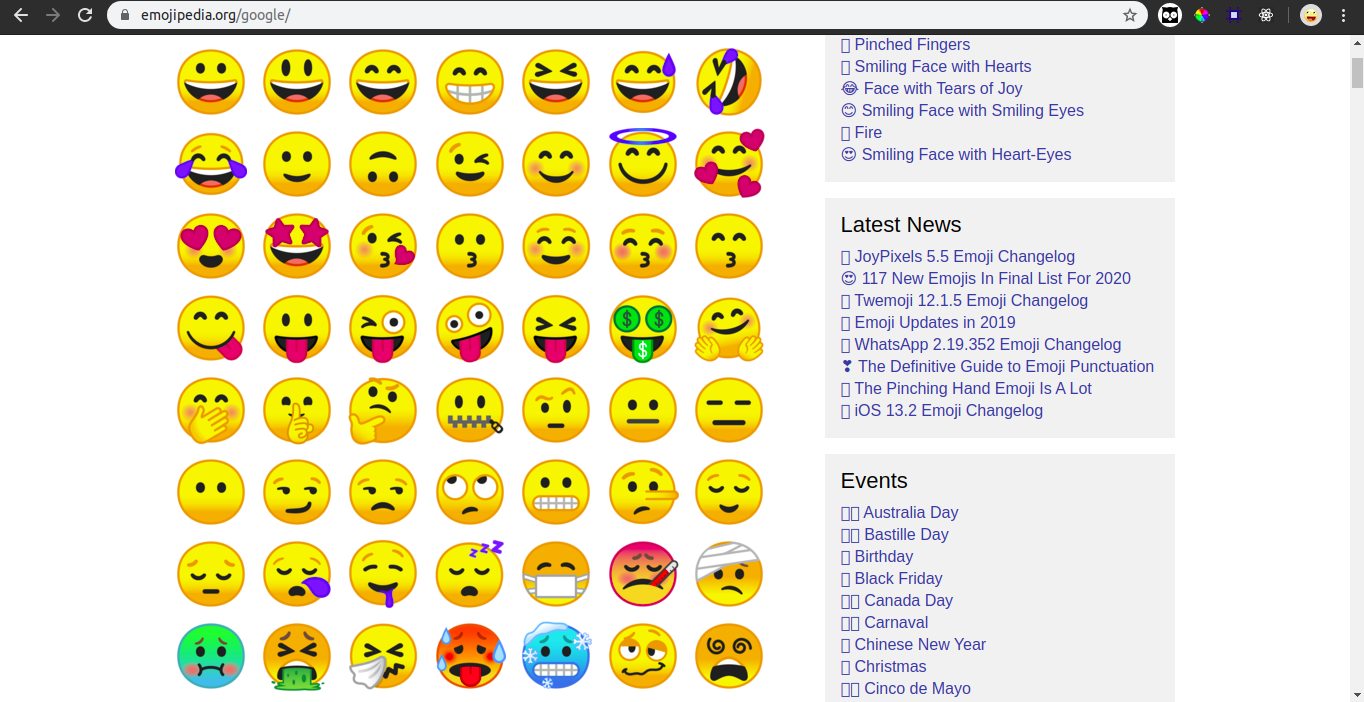 emojipedia.org/google/
Pinched Fingers
Smiling Face with Hearts
😂 Face with Tears of Joy
😊 Smiling Face with Smiling Eyes
Fire
😍 Smiling Face with Heart-Eyes
Latest News
JoyPixels 5.5 Emoji Changelog
😍 117 New Emojis In Final List For 2020
Twemoji 12.1.5 Emoji Changelog
Emoji Updates in 2019
WhatsApp 2.19.352 Emoji Changelog
❣ The Definitive Guide to Emoji Punctuation
The Pinching Hand Emoji Is A Lot
iOS 13.2 Emoji Changelog
Events
Australia Day
Bastille Day
Birthday
Black Friday
Canada Day
Carnaval
Chinese New Year
Christmas
Cinco de Mayo
$ $
$
z z z